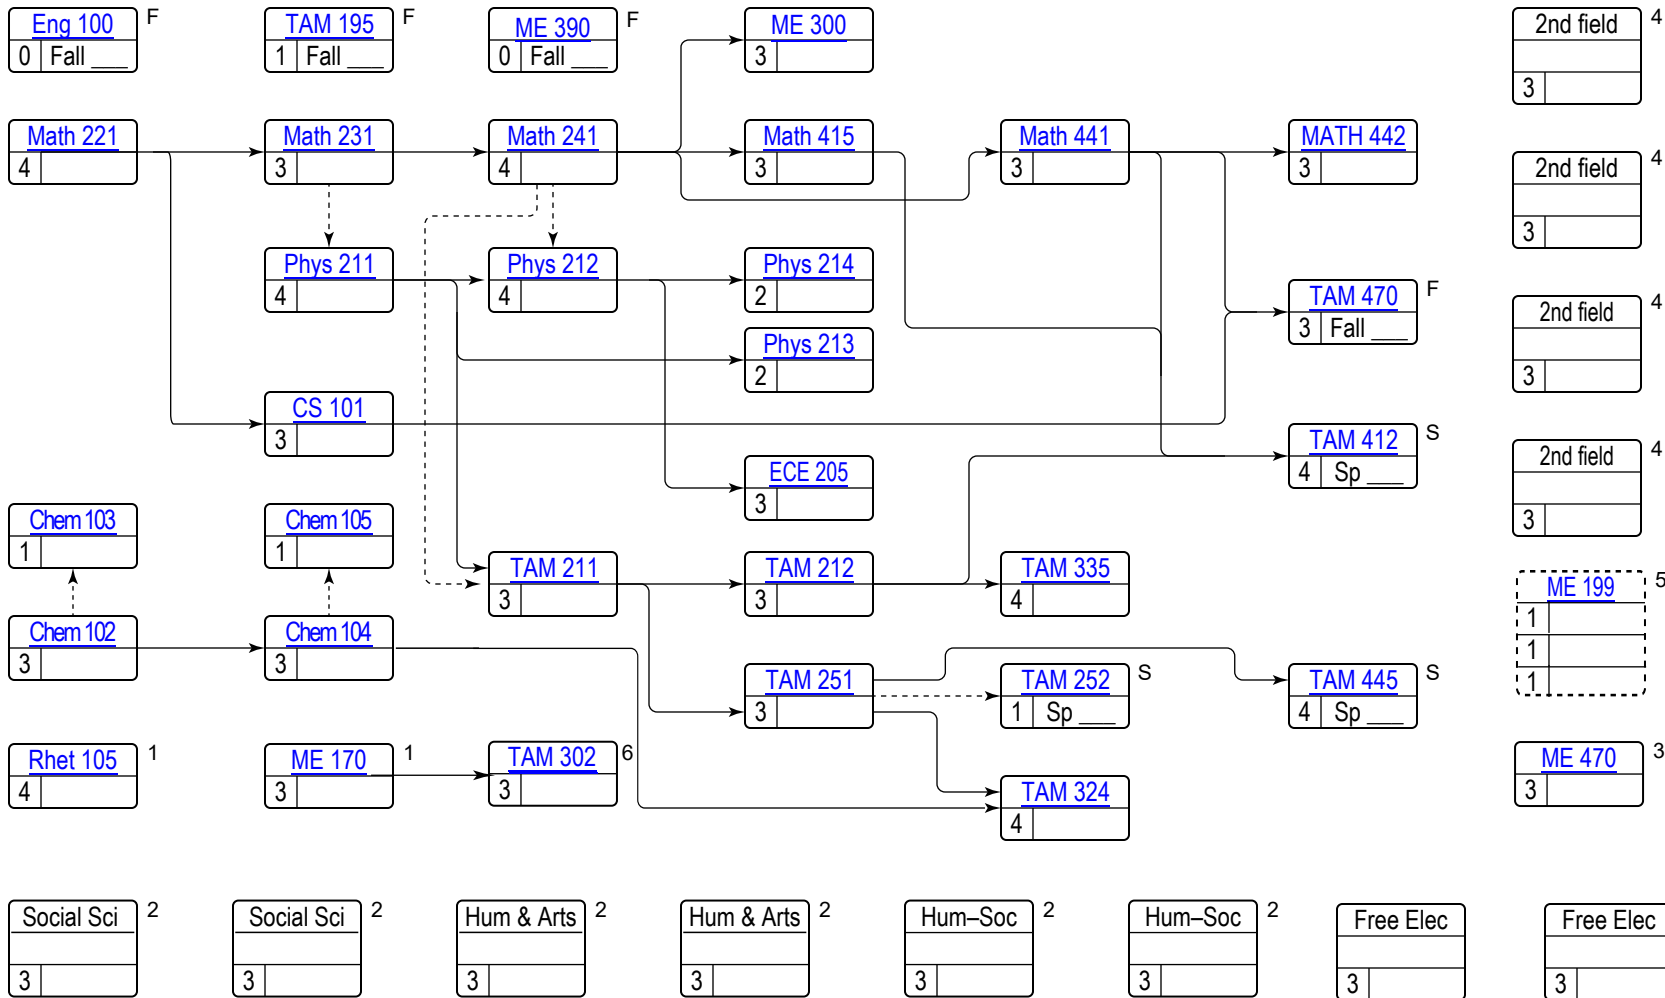 Eng 100 F
0 Fall ___
TAM 195 F
1 Fall ___
ME 390 F
0 Fall ___
ME 300
3
2nd field 4
3
Math 221
4
Math 231
3
Math 241
4
Math 415
3
Math 441
3
MATH 442
3
2nd field 4
3
Phys 211
4
Phys 212
4
Phys 214
2
TAM 470 F
3 Fall ___
2nd field 4
3
Phys 213
2
CS 101
3
TAM 412 S
4 Sp ___
2nd field 4
3
ECE 205
3
Chem 103
1
Chem 105
1
TAM 211
3
TAM 212
3
TAM 335
4
ME 199 5
1
1
1
Chem 102
3
Chem 104
3
TAM 251
3
TAM 252 S
1 Sp ___
TAM 445 S
4 Sp ___
Rhet 105 1
4
ME 170 1
3
TAM 302 6
3
TAM 324
4
ME 470 3
3
Social Sci 2
3
Social Sci 2
3
Hum & Arts 2
3
Hum & Arts 2
3
Hum–Soc 2
3
Hum–Soc 2
3
Free Elec
3
Free Elec
3